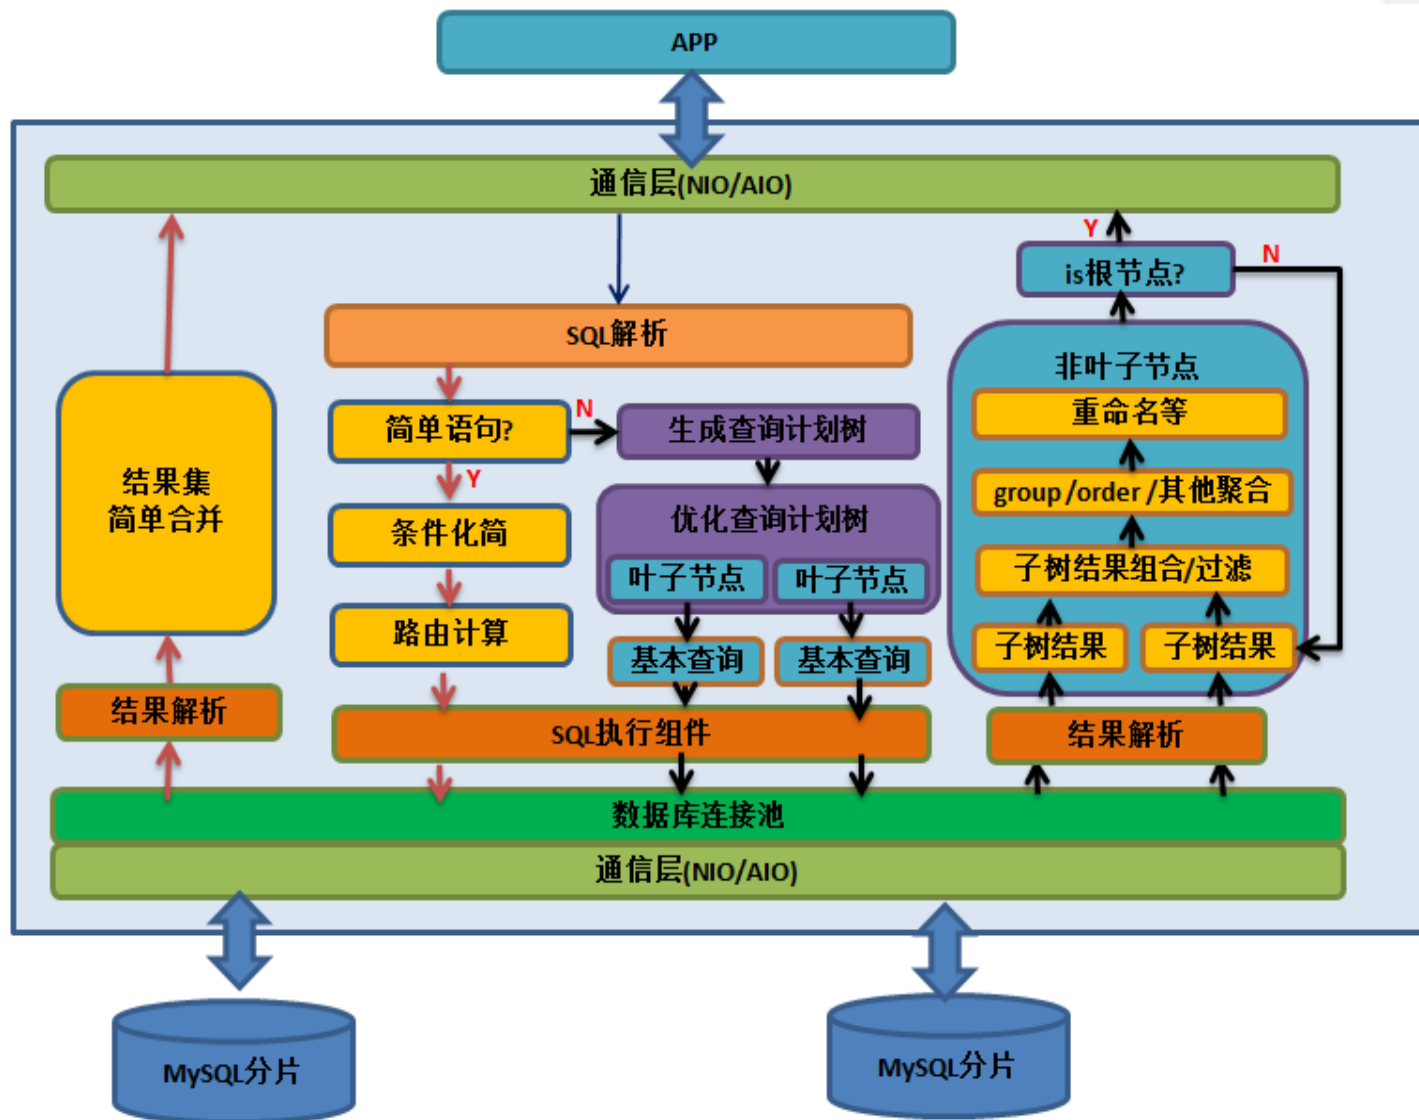 APP
通信层(NIO/AIO)
Y
is根节点?
N
SQL解析
非叶子节点
简单语句?
N
生成查询计划树
重命名等
结果集
简单合并
Y
条件化简
优化查询计划树
group/order/其他聚合
叶子节点
叶子节点
子树结果组合/过滤
路由计算
基本查询
基本查询
子树结果
子树结果
结果解析
SQL执行组件
结果解析
数据库连接池
通信层(NIO/AIO)
MySQL分片
MySQL分片